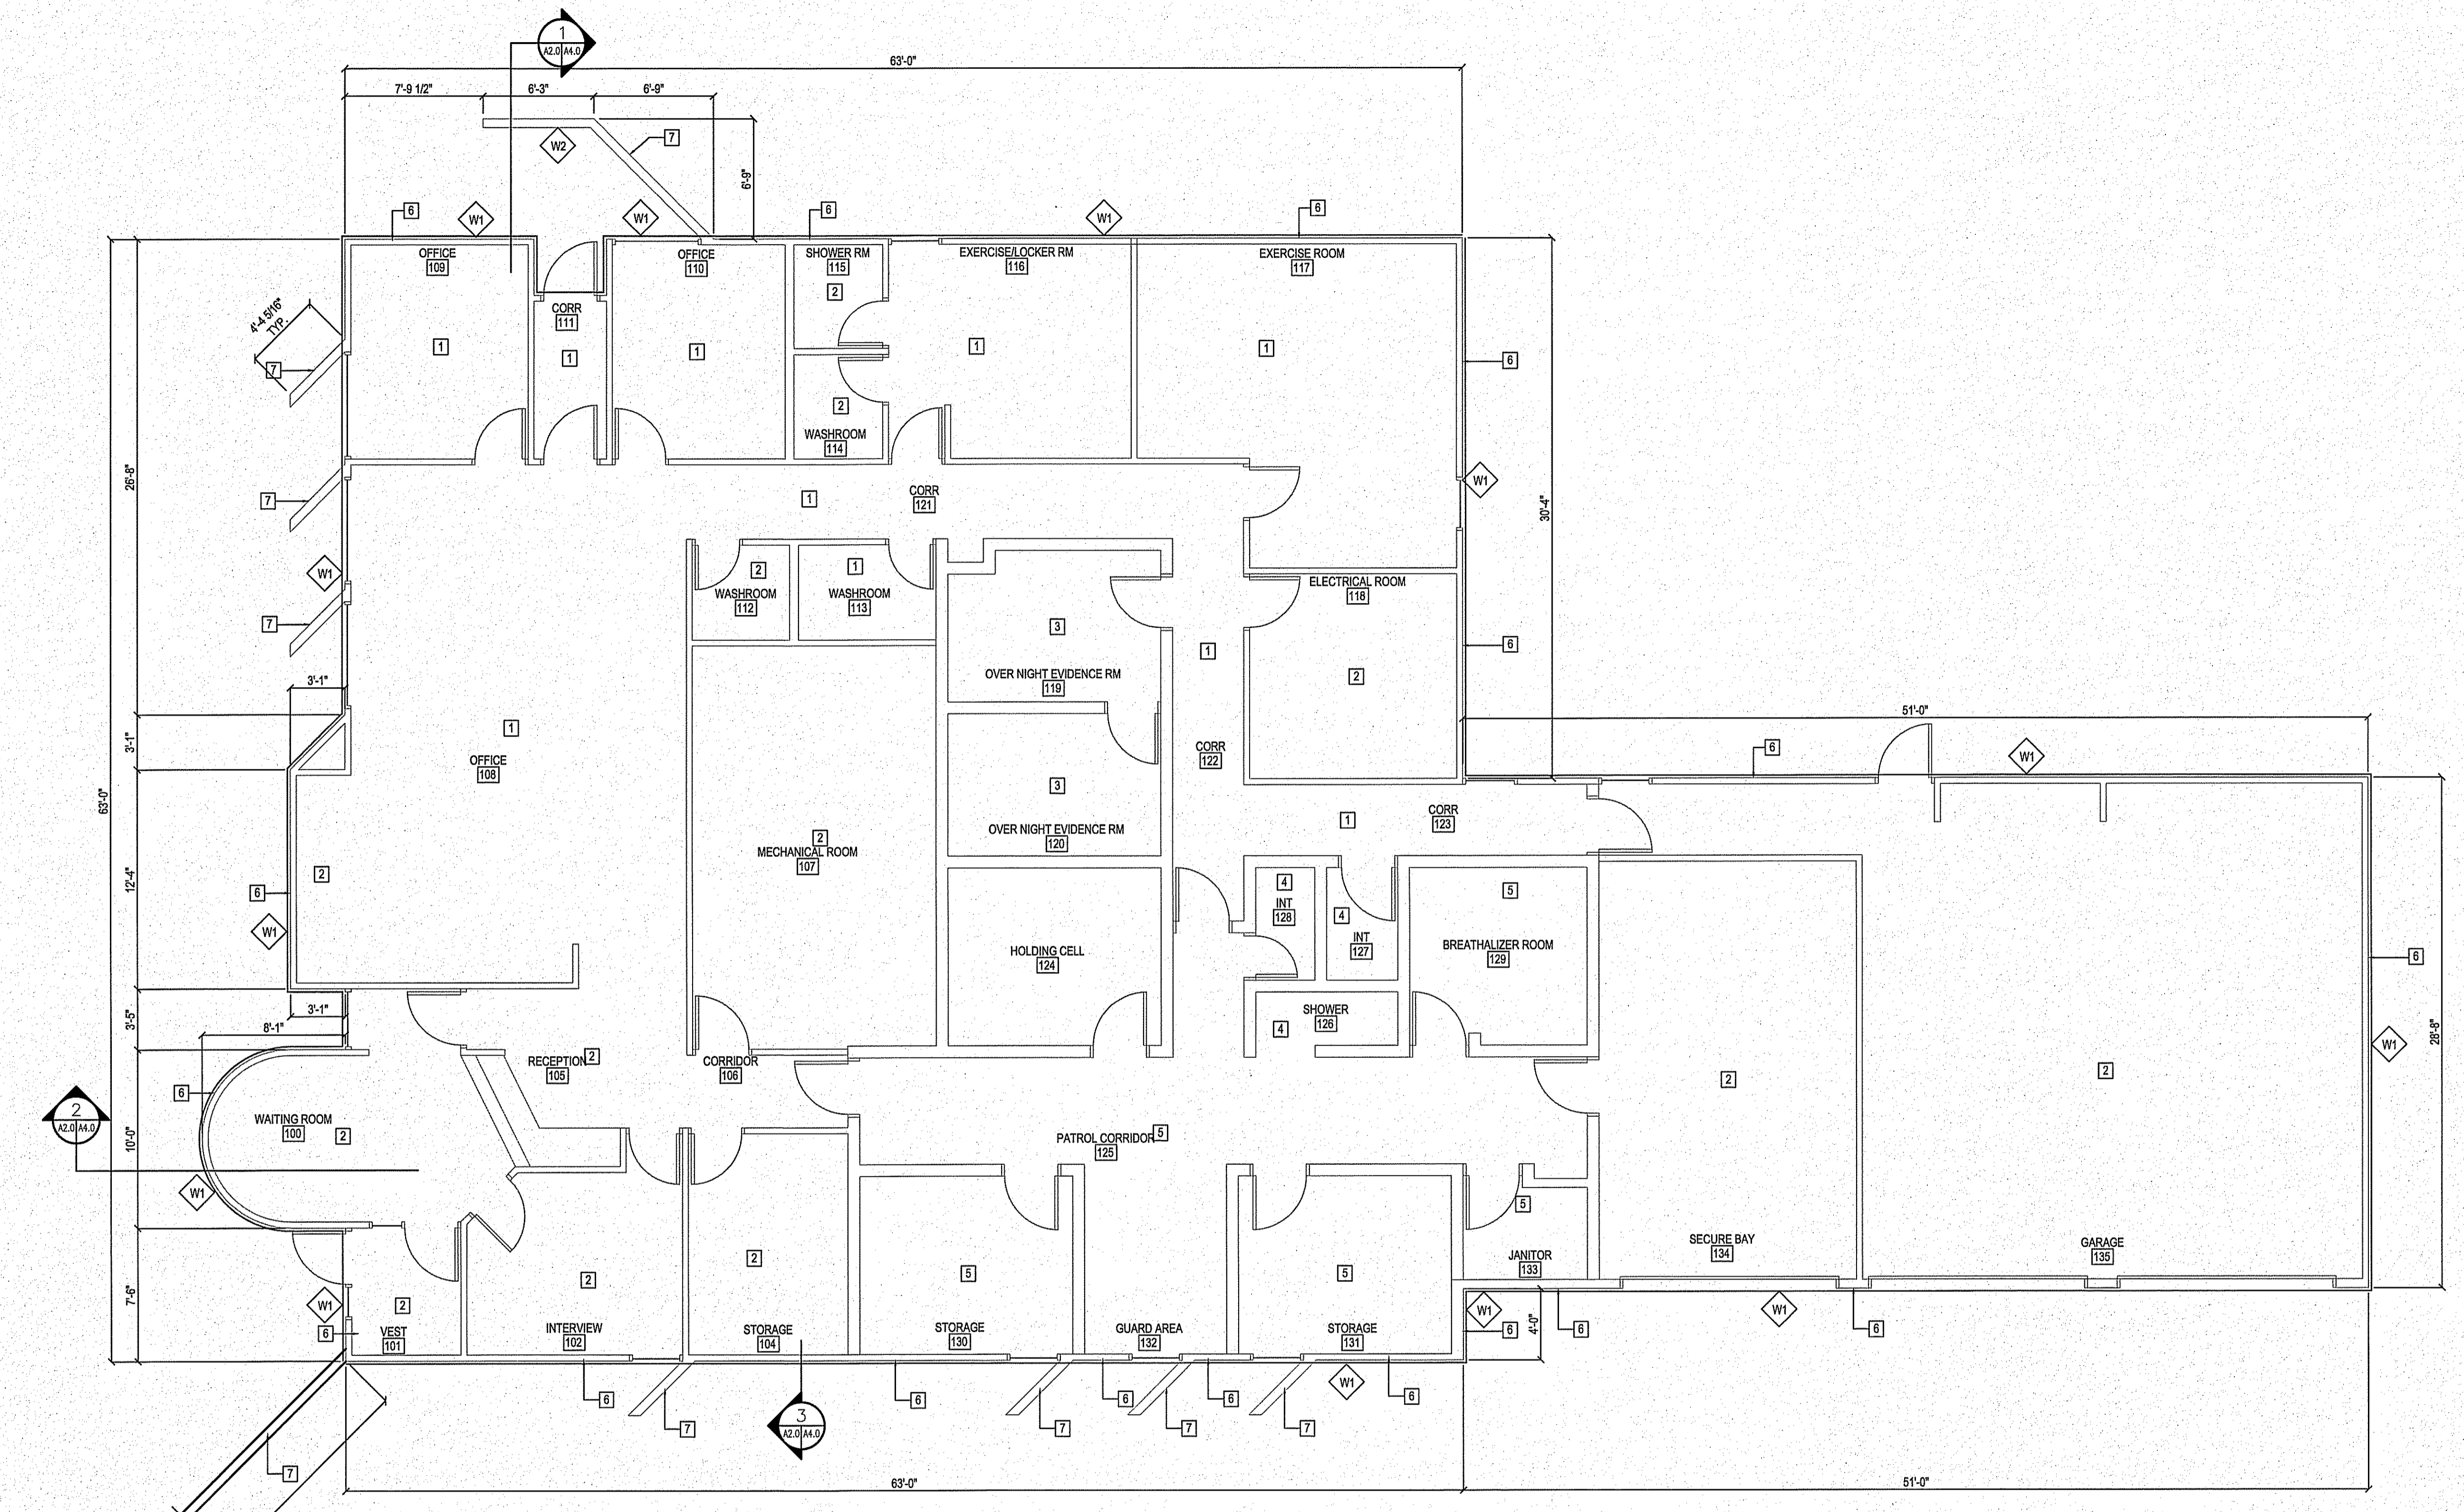 1
A2.0 A4.0
63'-0"
7'-9 1/2"
6'-3"
6'-9"
7
W2
6'-9"
6
W1
W1
6
W1
6
OFFICE
109
OFFICE
110
SHOWER RM
115
EXERCISE/LOCKER RM
116
EXERCISE ROOM
117
2
CORR
111
4'-4 5/16"
TYP.
7
1
1
1
1
1
6
2
WASHROOM
114
26'-8"
7
1
CORR
121
W1
30'-4"
W1
2
WASHROOM
112
1
WASHROOM
113
ELECTRICAL ROOM
118
7
3
1
6
OVER NIGHT EVIDENCE RM
119
2
3'-1"
51'-0"
3'-1"
1
OFFICE
108
CORR
122
6
W1
63'-0"
3
OVER NIGHT EVIDENCE RM
120
1
CORR
123
2
MECHANICAL ROOM
107
12'-4"
2
6
W1
4
INT
128
4
INT
127
5
BREATHALIZER ROOM
129
HOLDING CELL
124
6
3'-1"
3'-5"
8'-1"
SHOWER
126
4
28'-8"
W1
RECEPTION
105
2
CORRIDOR
106
2
2
6
2
A2.0 A4.0
WAITING ROOM
100
2
10'-0"
PATROL CORRIDOR
125
5
W1
5
SECURE BAY
134
GARAGE
135
JANITOR
133
2
2
5
5
7'-6"
W1
2
6
VEST
101
INTERVIEW
102
STORAGE
104
STORAGE
130
GUARD AREA
132
STORAGE
131
W1
6
4'-0"
6
W1
6
6
6
6
6
W1
6
7
3
A2.0 A4.0
7
7
7
7
63'-0"
51'-0"